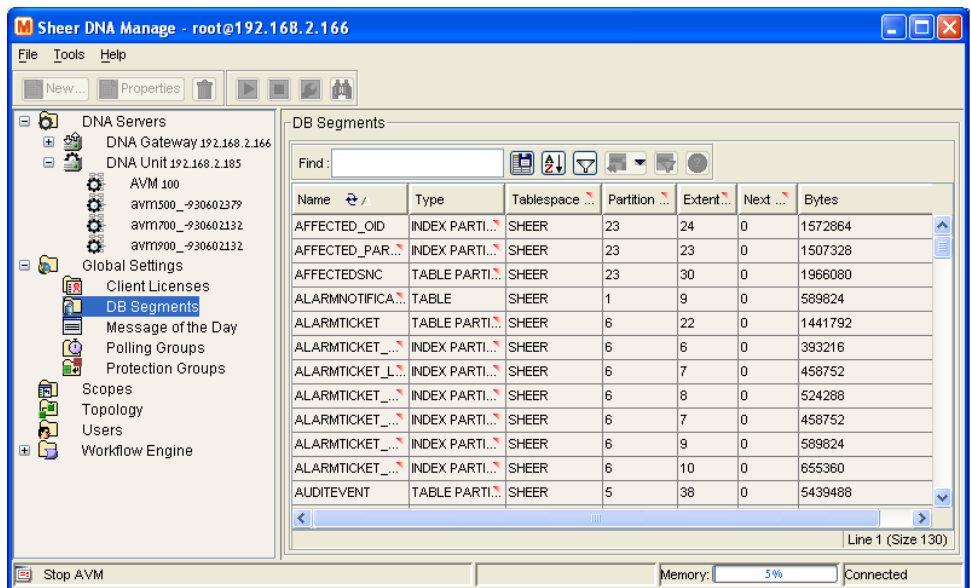 Sheer DNA Manage - root@192.168.2.166
File Tools Help
New... Properties
DNA Servers
DNA Gateway 192.168.2.166
DNA Unit 192.168.2.185
AVM 100
avm500_-930602379
avm700_-930602132
avm900_-930602132
Global Settings
Client Licenses
DB Segments
Message of the Day
Polling Groups
Protection Groups
Scopes
Topology
Users
Workflow Engine
DB Segments
Find :
Name Type Tablespace ... Partition ... Extent... Next ... Bytes
AFFECTED_OID INDEX PARTI... SHEER 23 24 0 1572864
AFFECTED_PAR... INDEX PARTI... SHEER 23 23 0 1507328
AFFECTEDSNC TABLE PARTI... SHEER 23 30 0 1966080
ALARMNOTIFICA... TABLE SHEER 1 9 0 589824
ALARMTICKET TABLE PARTI... SHEER 6 22 0 1441792
ALARMTICKET_... INDEX PARTI... SHEER 6 6 0 393216
ALARMTICKET_L... INDEX PARTI... SHEER 6 7 0 458752
ALARMTICKET_... INDEX PARTI... SHEER 6 8 0 524288
ALARMTICKET_... INDEX PARTI... SHEER 6 7 0 458752
ALARMTICKET_... INDEX PARTI... SHEER 6 9 0 589824
ALARMTICKET_... INDEX PARTI... SHEER 6 10 0 655360
AUDITEVENT TABLE PARTI... SHEER 5 38 0 5439488
Line 1 (Size 130)
Stop AVM Memory: 5% Connected